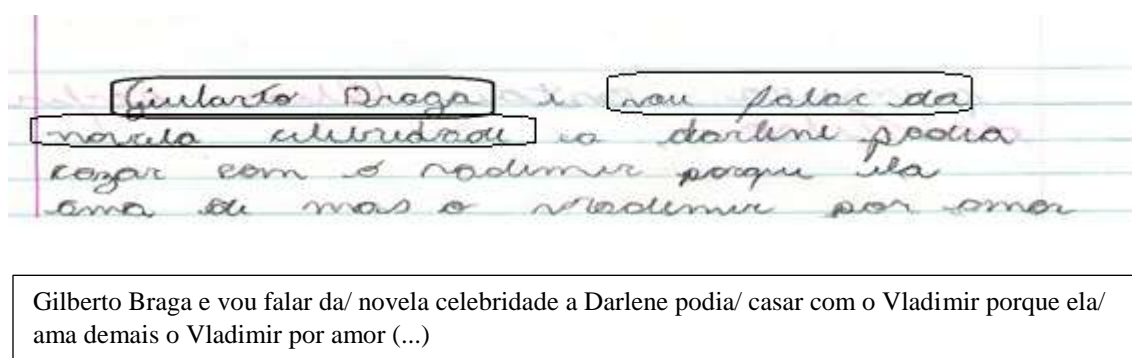 Giularto Braga e vou falar da
novela celebridade ea darlene podia
cazar com o vadimir porque ela
ama de mas o vladimir por amor
Gilberto Braga e vou falar da/ novela celebridade a Darlene podia/ casar com o Vladimir porque ela/
ama demais o Vladimir por amor (...)